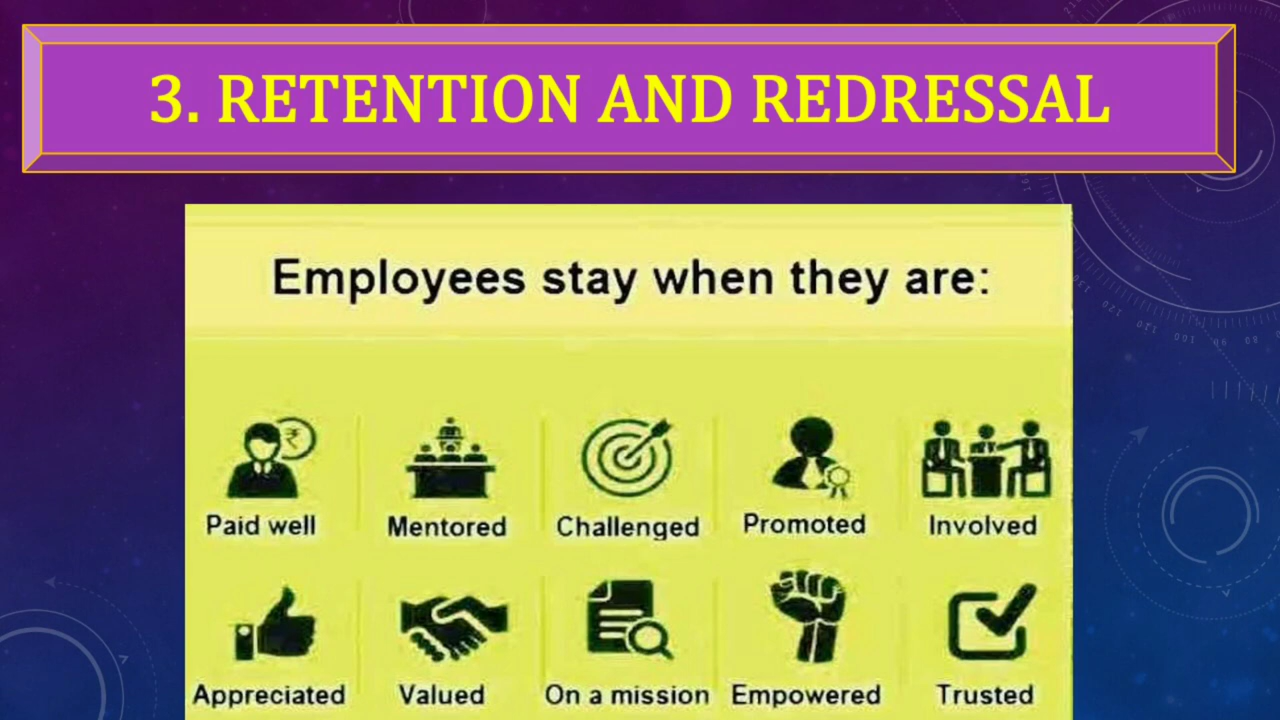 3. RETENTION AND REDRESSAL
Employees stay when they are:
₹
Paid well
Mentored
Challenged
Promoted
Involved
Appreciated
Valued
On a mission
Empowered
Trusted